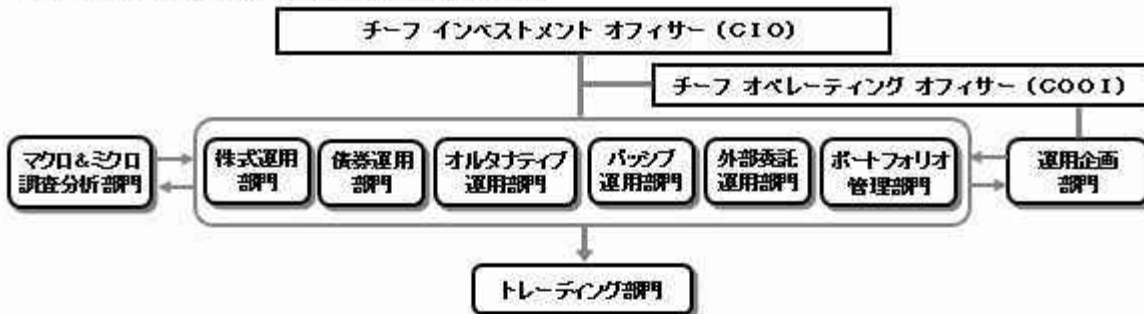 チーフ インベストメント オフィサー (CIO)
チーフ オペレーティング オフィサー (COOI)
マクロ&ミクロ
調査分析部門
株式運用
部門
債券運用
部門
オルタナティブ
運用部門
パッシブ
運用部門
外部委託
運用部門
ポートフォリオ
管理部門
運用企画
部門
トレーディング部門